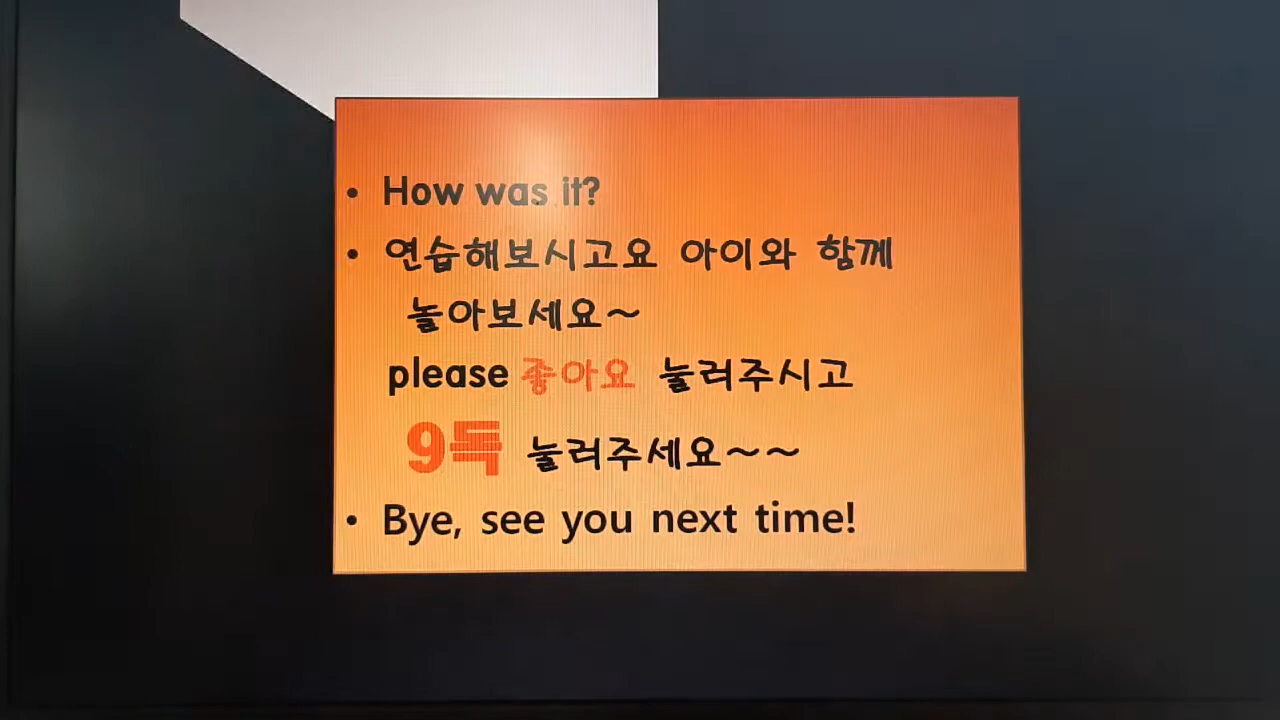 • How was it?
• 연습해보시고요 아이와 함께
놀아보세요~
please 좋아요 눌러주시고
9독 눌러주세요~~
• Bye, see you next time!